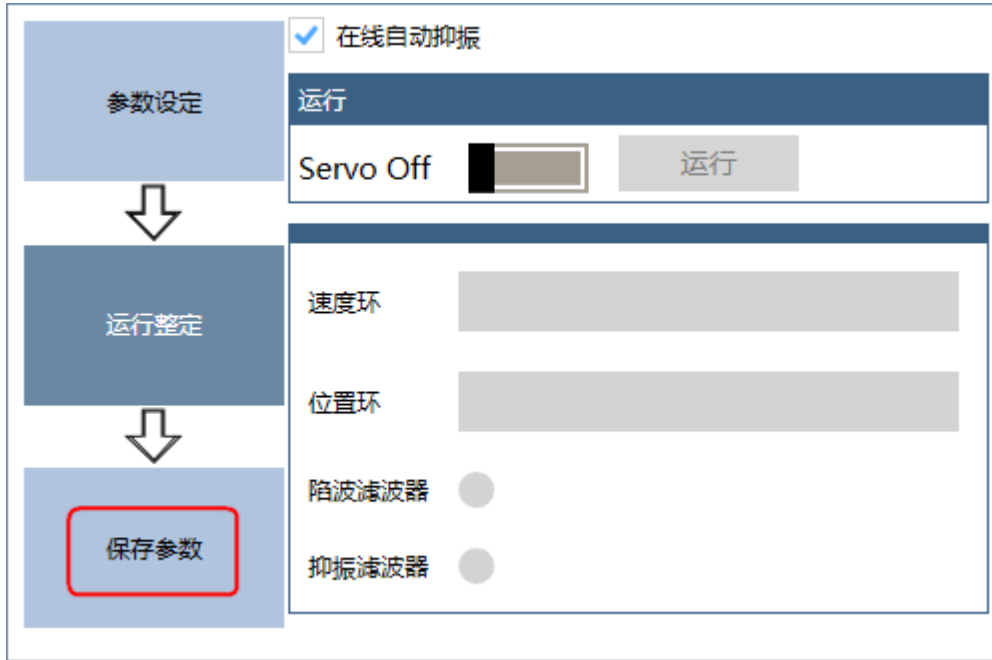 在线自动抑振
参数设定
运行
Servo Off
运行
运行整定
速度环
位置环
陷波滤波器
保存参数
抑振滤波器